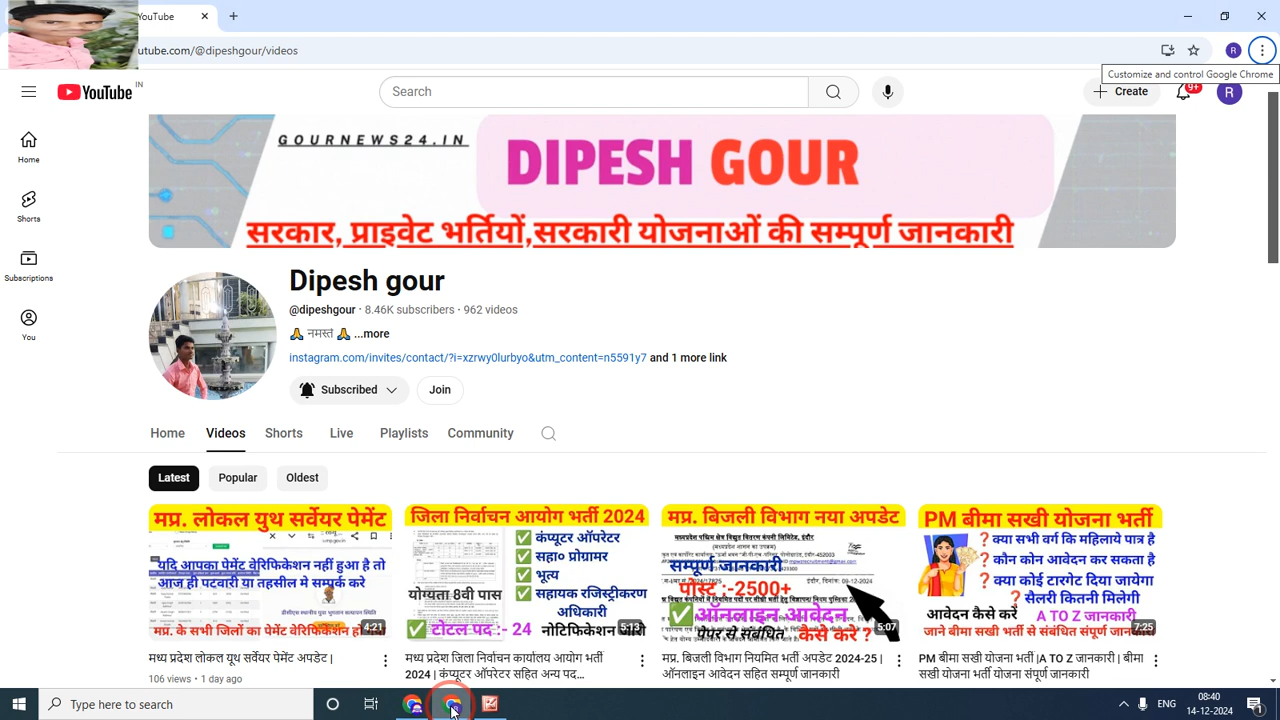 YouTube
utube.com/@dipeshgour/videos
R
Customize and control Google Chrome
YouTube
IN
Search
Create
9+
R
GOURNEWS24.IN
DIPESH GOUR
सरकार, प्राइवेट भर्तियों,सरकारी योजनाओं की सम्पूर्ण जानकारी
Home
Shorts
Subscriptions
You
Dipesh gour
@dipeshgour · 8.46K subscribers · 962 videos
🙏 नमस्ते 🙏 ...more
instagram.com/invites/contact/?i=xzrwy0lurbyo&utm_content=n5591y7 and 1 more link
Subscribed
Join
Home Videos Shorts Live Playlists Community
Latest Popular Oldest
मप्र. लोकल युथ सर्वेयर पेमेंट
यदि आपका पेमेंट वेरिफिकेशन नहीं हुआ है तो
आज ही पटवारी या तहसील मे सम्पर्क करे
मप्र. के सभी जिलों का पेमेंट वेरिफिकेशन हो
4:21
मध्य प्रदेश लोकल यूथ सर्वेयर पेमेंट अपडेट |
106 views · 1 day ago
जिला निर्वाचन आयोग भर्ती 2024
✅ कंप्यूटर ऑपरेटर
✅ सहा० प्रोग्रामर
✅ भृत्य
✅ सहायक रजिस्ट्रीकरण
अधिकारी
योग्यता 8वी पास
✅ टोटल पद :- 24
नोटिफिकेशन जारी
5:13
मध्य प्रदेश जिला निर्वाचन कार्यालय आयोग भर्ती
2024 | कंप्यूटर ऑपरेटर सहित अन्य पद...
मप्र. बिजली विभाग नया अपडेट
सम्पूर्ण जानकारी
-2500+
✅ऑनलाइन आवेदन
पेपर से संबंधित
कैसे करे ?
5:07
मप्र. बिजली विभाग नियमित भर्ती अपडेट 2024-25 |
ऑनलाइन आवेदन सहित सम्पूर्ण जानकारी
PM बीमा सखी योजना भर्ती
❓क्या सभी वर्ग कि महिलाये पात्र है
❓कौन कोन आवेदन कर सकता है
❓क्या कोई टारगेट दिया जायेगा
❓सेलरी कितनी मिलेगी
आवेदन कैसे करें
A TO Z जानकारी
जाने बीमा सखी भर्ती से संबंधित संपूर्ण जानकारी
7:25
PM बीमा सखी योजना भर्ती |A TO Z जानकारी | बीमा
सखी योजना भर्ती योजना संपूर्ण जानकारी
Type here to search
ENG
08:40
14-12-2024